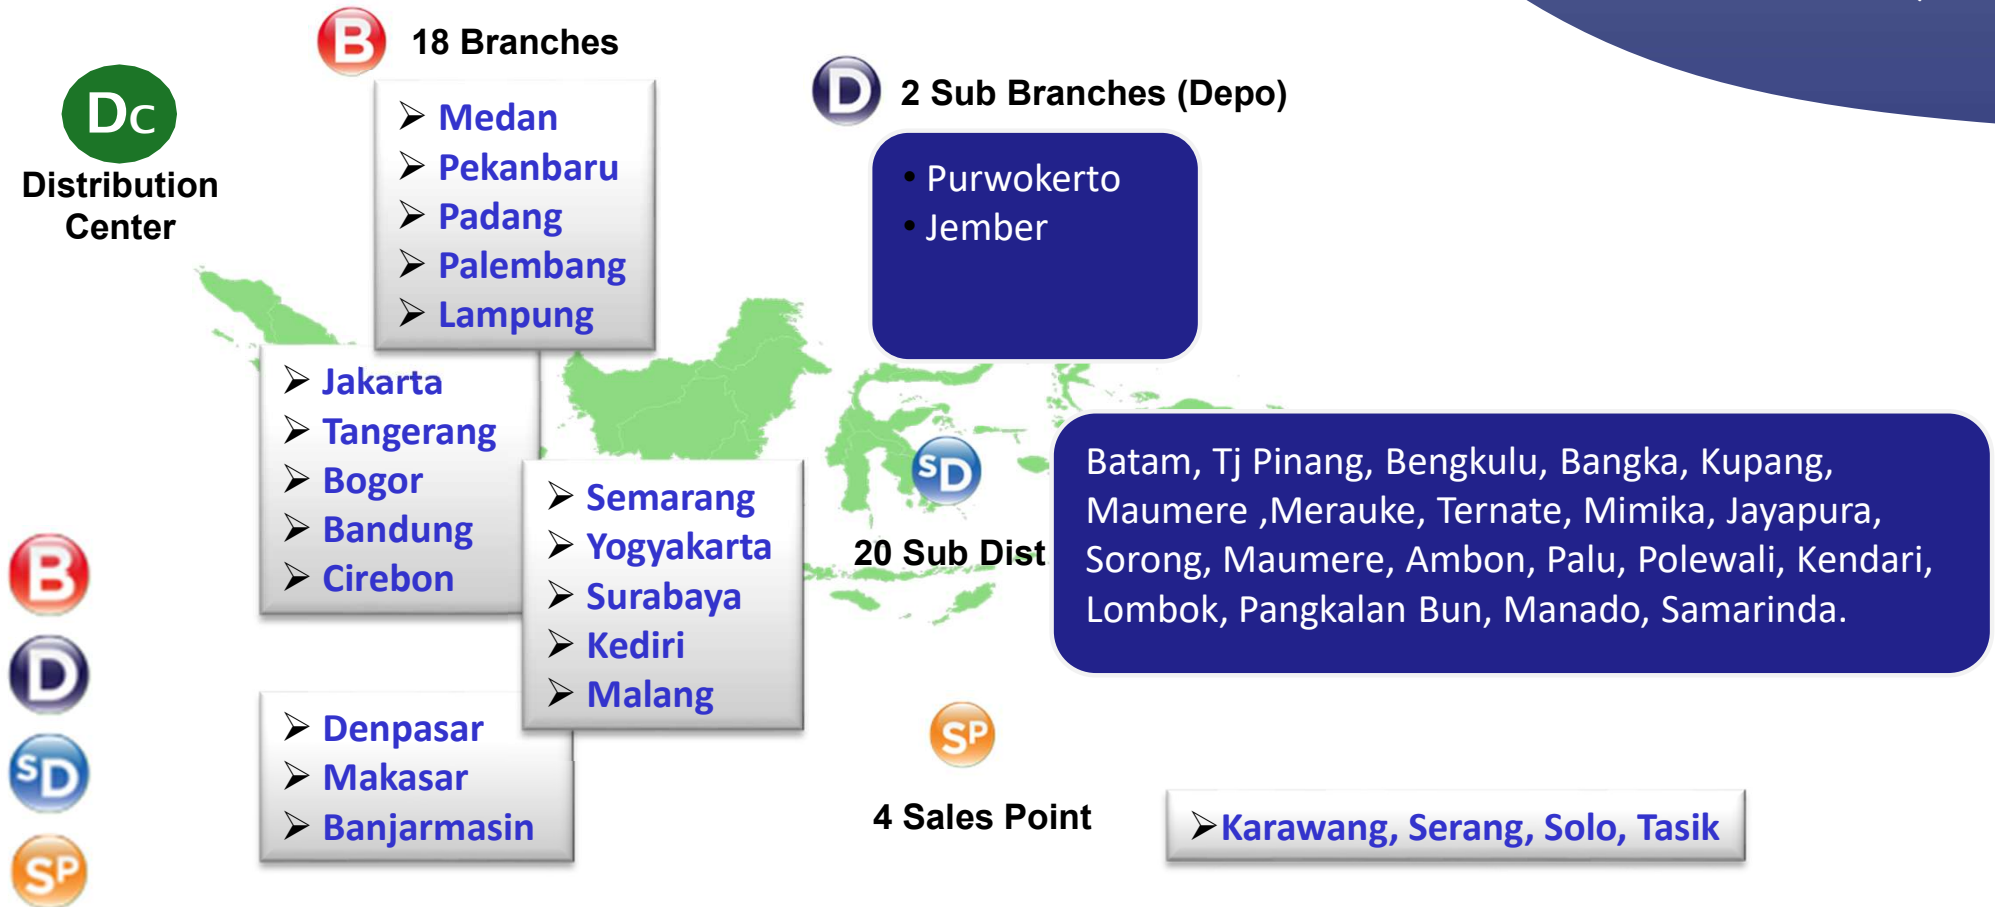 B 18 Branches
Dc
Distribution
Center
➢ Medan
➢ Pekanbaru
➢ Padang
➢ Palembang
➢ Lampung
➢ Jakarta
➢ Tangerang
➢ Bogor
➢ Bandung
➢ Cirebon
➢ Semarang
➢ Yogyakarta
➢ Surabaya
➢ Kediri
➢ Malang
➢ Denpasar
➢ Makasar
➢ Banjarmasin
D 2 Sub Branches (Depo)
• Purwokerto
• Jember
SD
20 Sub Dist
Batam, Tj Pinang, Bengkulu, Bangka, Kupang,
Maumere ,Merauke, Ternate, Mimika, Jayapura,
Sorong, Maumere, Ambon, Palu, Polewali, Kendari,
Lombok, Pangkalan Bun, Manado, Samarinda.
SP
4 Sales Point
➢Karawang, Serang, Solo, Tasik
B
D
SD
SP